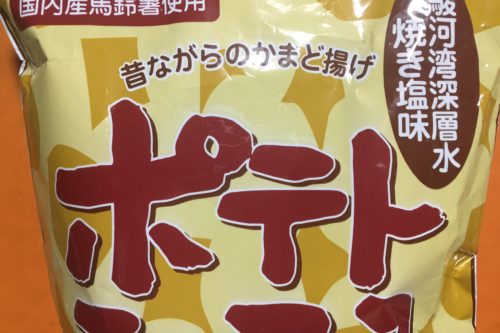 国内産馬鈴薯使用
昔ながらのかまど揚げ
駿河湾深層水
焼き塩味
ポテト